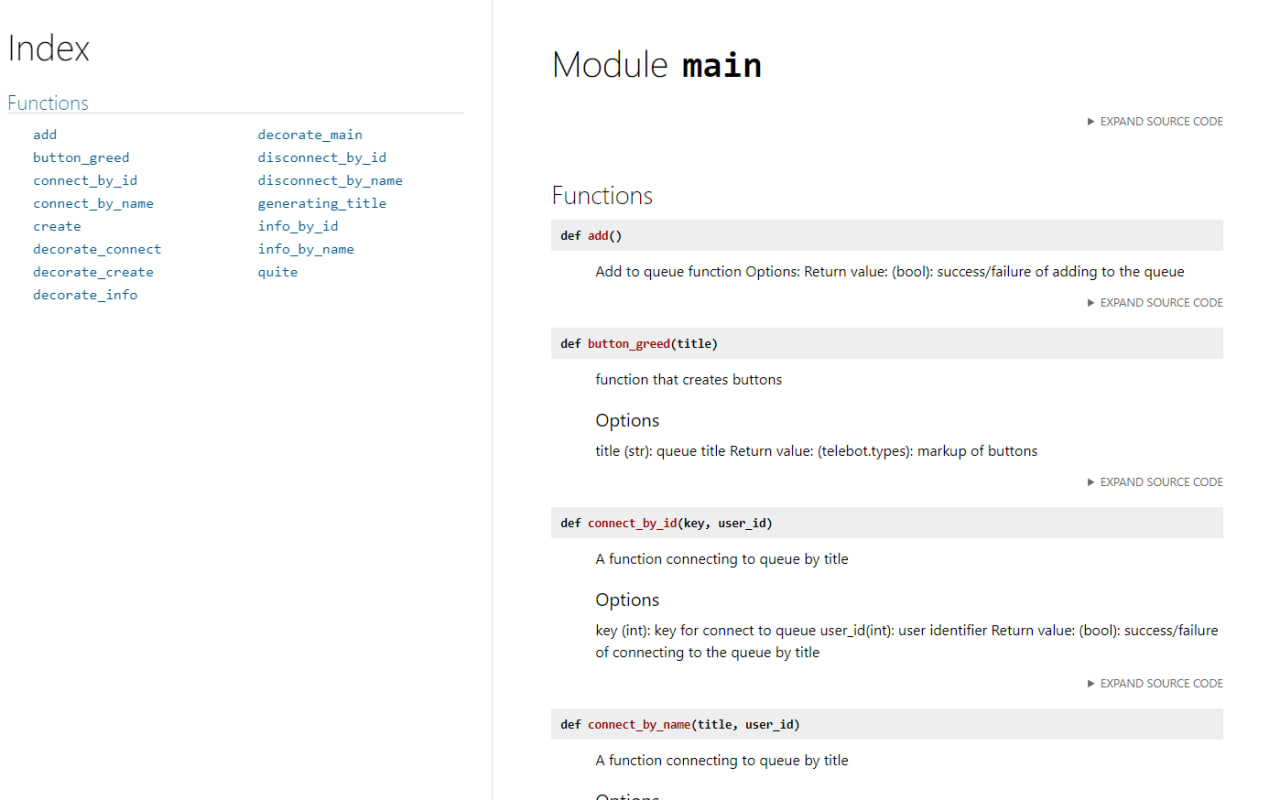 Index
Functions
add
button_greed
connect_by_id
connect_by_name
create
decorate_connect
decorate_create
decorate_info
decorate_main
disconnect_by_id
disconnect_by_name
generating_title
info_by_id
info_by_name
quite
Module main
▶ EXPAND SOURCE CODE
Functions
def add()
Add to queue function Options: Return value: (bool): success/failure of adding to the queue
▶ EXPAND SOURCE CODE
def button_greed(title)
function that creates buttons
Options
title (str): queue title Return value: (telebot.types): markup of buttons
▶ EXPAND SOURCE CODE
def connect_by_id(key, user_id)
A function connecting to queue by title
Options
key (int): key for connect to queue user_id(int): user identifier Return value: (bool): success/failure
of connecting to the queue by title
▶ EXPAND SOURCE CODE
def connect_by_name(title, user_id)
A function connecting to queue by title
Options